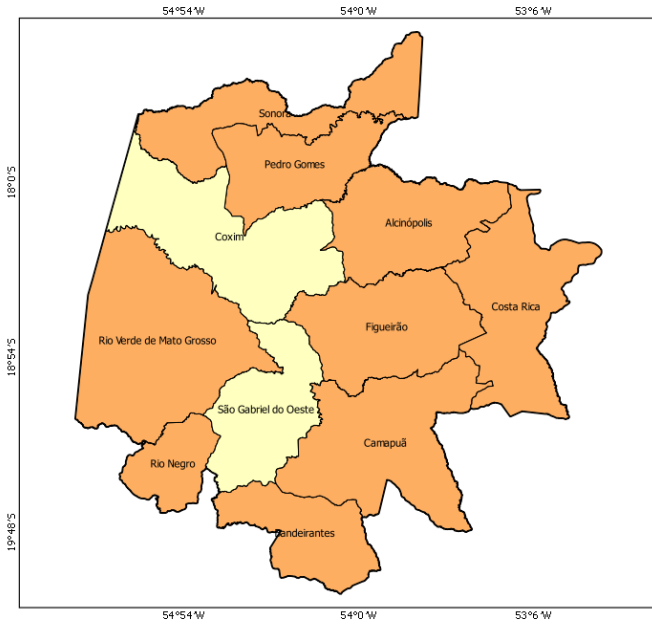 54°54'W 54°0'W 53°6'W
Sonora
Pedro Gomes
18°0'S
Alcinópolis
Coxim
Costa Rica
Figueirão
Rio Verde de Mato Grosso
18°54'S
São Gabriel do Oeste
Camapuã
Rio Negro
19°48'S
Bandeirantes
54°54'W 54°0'W 53°6'W